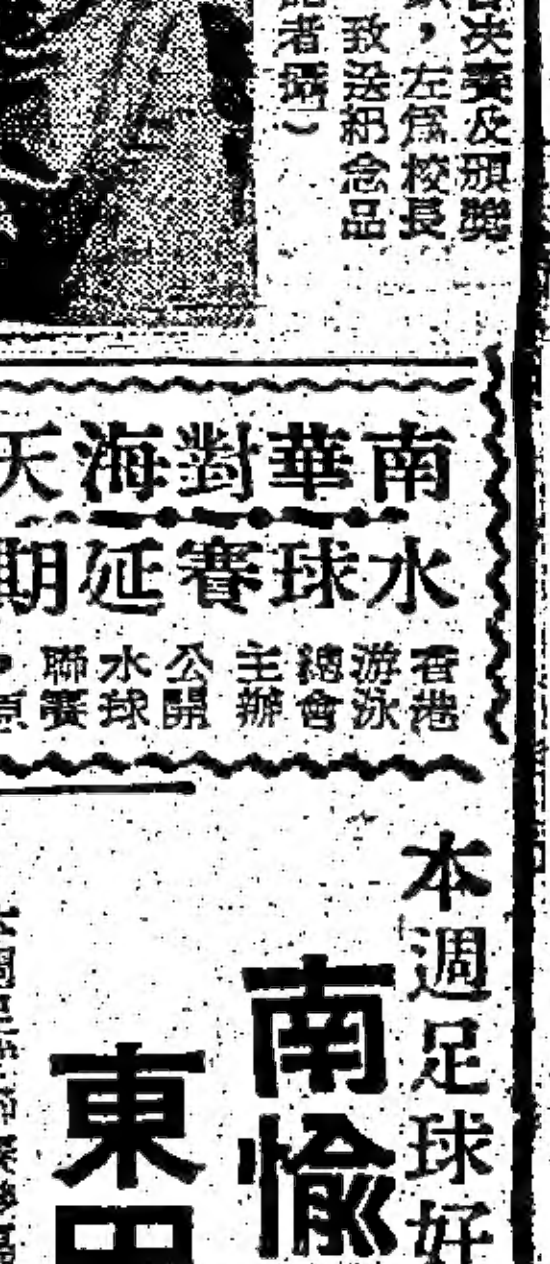 決賽及頒獎
，左爲校長
致送紀念品
者攝）
南華對海天
水球賽延期
香港
游泳
總會
主辦
公開
水球
聯賽
本週足球好
南愉
東